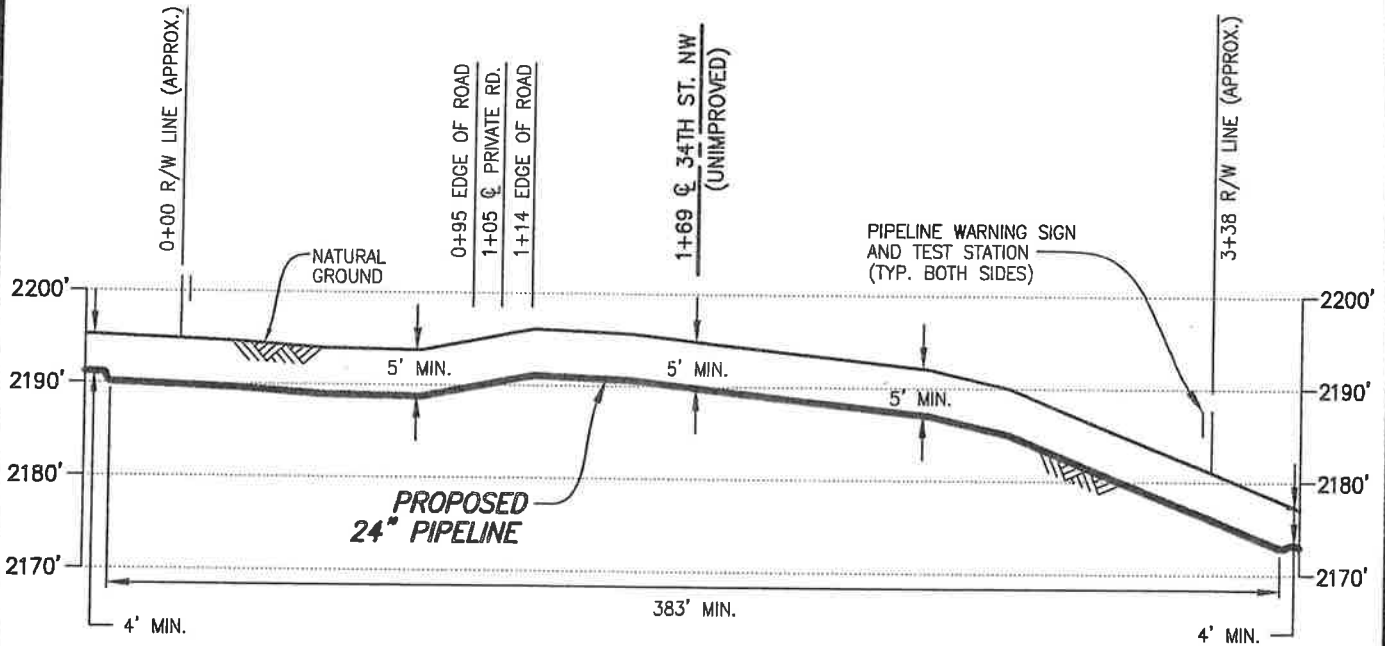 0+00 R/W LINE (APPROX.)
0+95 EDGE OF ROAD
1+05 ℄ PRIVATE RD.
1+14 EDGE OF ROAD
1+69 ℄ 34TH ST. NW
(UNIMPROVED)
3+38 R/W LINE (APPROX.)
NATURAL
GROUND
PIPELINE WARNING SIGN
AND TEST STATION
(TYP. BOTH SIDES)
2200'
2200'
5' MIN.
5' MIN.
2190'
5' MIN.
2190'
2180'
2180'
PROPOSED
24" PIPELINE
2170'
2170'
383' MIN.
4' MIN.
4' MIN.